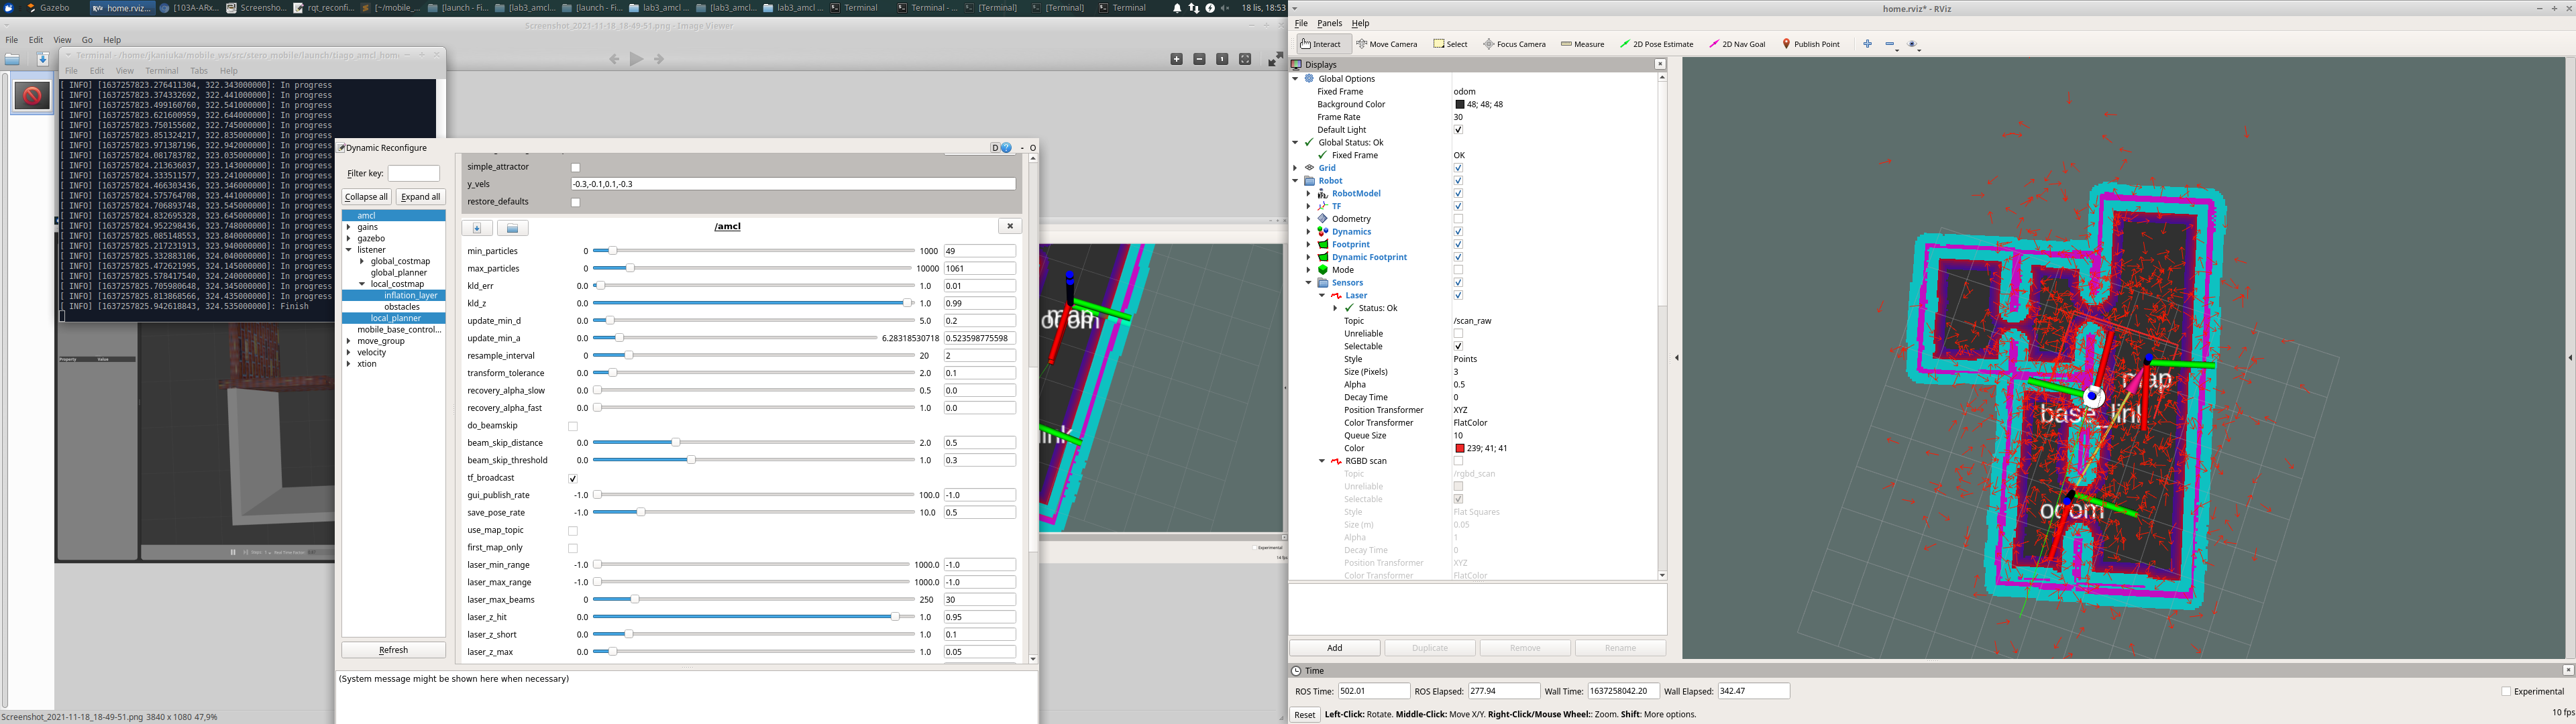 Gazebo
home.rviz...
[103A-ARx...
Screensho...
rqt_reconfi...
[~/mobile_...
[launch - Fi...
[lab3_amcl ...
[launch - Fi...
lab3_amcl ...
[lab3_amcl ...
lab3_amcl ...
Terminal
Terminal - ...
[Terminal]
[Terminal]
Terminal
18 lis, 18:53
Screenshot_2021-11-18_18-49-51.png - Image Viewer
File Edit View Go Help
Terminal - /home/jkaniuka/mobile_ws/src/stero_mobile/launch/tiago_amcl_hom
File Edit View Terminal Tabs Help
[ INFO] [1637257823.276411304, 322.343000000]: In progress
[ INFO] [1637257823.374332692, 322.441000000]: In progress
[ INFO] [1637257823.499160760, 322.541000000]: In progress
[ INFO] [1637257823.621600959, 322.644000000]: In progress
[ INFO] [1637257823.750155602, 322.745000000]: In progress
[ INFO] [1637257823.851324217, 322.835000000]: In progress
[ INFO] [1637257823.971387196, 322.942000000]: In progress
[ INFO] [1637257824.081783782, 323.035000000]: In progress
[ INFO] [1637257824.213636037, 323.143000000]: In progress
[ INFO] [1637257824.333511577, 323.241000000]: In progress
[ INFO] [1637257824.466303436, 323.346000000]: In progress
[ INFO] [1637257824.575764708, 323.441000000]: In progress
[ INFO] [1637257824.706893748, 323.545000000]: In progress
[ INFO] [1637257824.832695328, 323.645000000]: In progress
[ INFO] [1637257824.952298436, 323.748000000]: In progress
[ INFO] [1637257825.085148553, 323.840000000]: In progress
[ INFO] [1637257825.217231913, 323.940000000]: In progress
[ INFO] [1637257825.332883106, 324.040000000]: In progress
[ INFO] [1637257825.472621995, 324.145000000]: In progress
[ INFO] [1637257825.578417540, 324.240000000]: In progress
[ INFO] [1637257825.705980648, 324.345000000]: In progress
[ INFO] [1637257825.813868566, 324.435000000]: In progress
[ INFO] [1637257825.942618843, 324.535000000]: Finish
Property Value
Dynamic Reconfigure
D - O
Filter key:
Collapse all
Expand all
amcl
gains
gazebo
listener
global_costmap
global_planner
local_costmap
inflation_layer
obstacles
local_planner
mobile_base_control...
move_group
velocity
xtion
Refresh
simple_attractor
y_vels -0.3,-0.1,0.1,-0.3
restore_defaults
/amcl
min_particles 0 1000 49
max_particles 0 10000 1061
kld_err 0.0 1.0 0.01
kld_z 0.0 1.0 0.99
update_min_d 0.0 5.0 0.2
update_min_a 0.0 6.28318530718 0.523598775598
resample_interval 0 20 2
transform_tolerance 0.0 2.0 0.1
recovery_alpha_slow 0.0 0.5 0.0
recovery_alpha_fast 0.0 1.0 0.0
do_beamskip
beam_skip_distance 0.0 2.0 0.5
beam_skip_threshold 0.0 1.0 0.3
tf_broadcast
gui_publish_rate -1.0 100.0 -1.0
save_pose_rate -1.0 10.0 0.5
use_map_topic
first_map_only
laser_min_range -1.0 1000.0 -1.0
laser_max_range -1.0 1000.0 -1.0
laser_max_beams 0 250 30
laser_z_hit 0.0 1.0 0.95
laser_z_short 0.0 1.0 0.1
laser_z_max 0.0 1.0 0.05
(System message might be shown here when necessary)
Screenshot_2021-11-18_18-49-51.png 3840 x 1080 47,9%
map
Experimental
home.rviz* - RViz
File Panels Help
Interact
Move Camera
Select
Focus Camera
Measure
2D Pose Estimate
2D Nav Goal
Publish Point
Displays
Global Options
Fixed Frame odom
Background Color 48; 48; 48
Frame Rate 30
Default Light
Global Status: Ok
Fixed Frame OK
Grid
Robot
RobotModel
TF
Odometry
Dynamics
Footprint
Dynamic Footprint
Mode
Sensors
Laser
Status: Ok
Topic /scan_raw
Unreliable
Selectable
Style Points
Size (Pixels) 3
Alpha 0.5
Decay Time 0
Position Transformer XYZ
Color Transformer FlatColor
Queue Size 10
Color 239; 41; 41
RGBD scan
Topic /rgbd_scan
Unreliable
Selectable
Style Flat Squares
Size (m) 0.05
Alpha 1
Decay Time 0
Position Transformer XYZ
Color Transformer FlatColor
Add
Duplicate
Remove
Rename
map
base_link
odom
Time
ROS Time: 502.01 ROS Elapsed: 277.94 Wall Time: 1637258042.20 Wall Elapsed: 342.47 Experimental
Reset Left-Click: Rotate. Middle-Click: Move X/Y. Right-Click/Mouse Wheel:: Zoom. Shift: More options. 10 fps